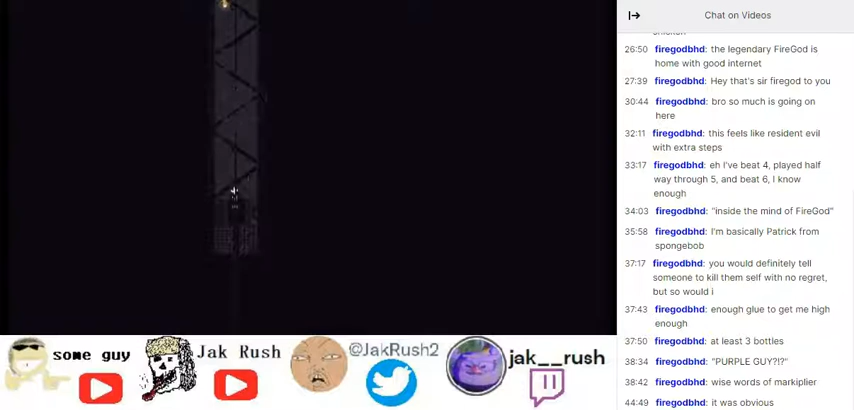 Chat on Videos
26:50 firegodbhd: the legendary FireGod is
home with good internet
27:39 firegodbhd: Hey that's sir firegod to you
30:44 firegodbhd: bro so much is going on
here
32:11 firegodbhd: this feels like resident evil
with extra steps
33:17 firegodbhd: eh I've beat 4, played half
way through 5, and beat 6, I know
enough
34:03 firegodbhd: "inside the mind of FireGod"
35:58 firegodbhd: I'm basically Patrick from
spongebob
37:17 firegodbhd: you would definitely tell
someone to kill them self with no regret,
but so would i
37:43 firegodbhd: enough glue to get me high
enough
37:50 firegodbhd: at least 3 bottles
38:34 firegodbhd: "PURPLE GUY?!?"
38:42 firegodbhd: wise words of markiplier
44:49 firegodbhd: it was obvious
some guy
Jak Rush
@JakRush2
jak__rush